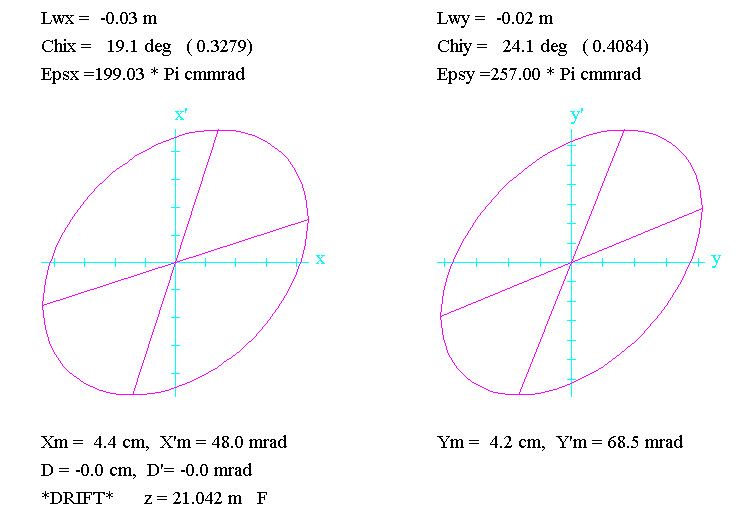 Lwx = -0.03 m
Chix = 19.1 deg ( 0.3279)
Epsx =199.03 * Pi cmmrad
x'
x
Xm = 4.4 cm, X'm = 48.0 mrad
D = -0.0 cm, D'= -0.0 mrad
*DRIFT* z = 21.042 m F
Lwy = -0.02 m
Chiy = 24.1 deg ( 0.4084)
Epsy =257.00 * Pi cmmrad
y'
y
Ym = 4.2 cm, Y'm = 68.5 mrad